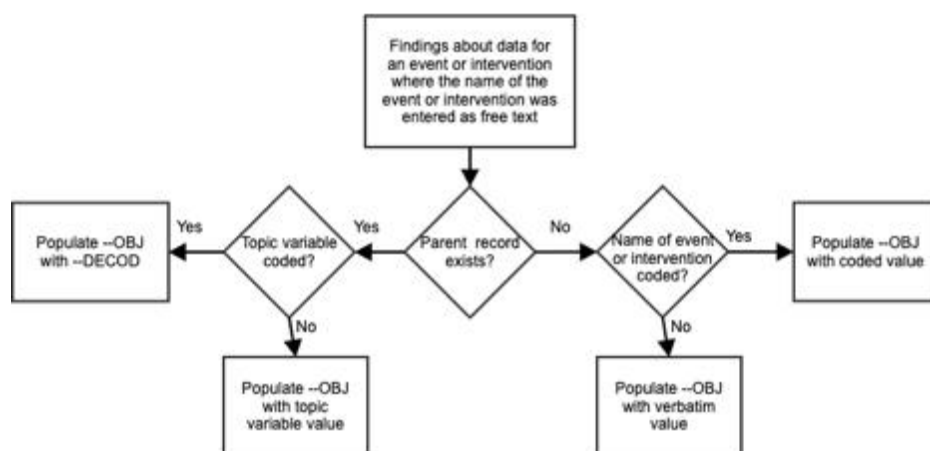 Findings about data for
an event or intervention
where the name of the
event or intervention was
entered as free text
Yes
Populate --OBJ
with --DECOD
Topic variable
coded?
Yes
Parent record
exists?
No
Name of event
or intervention
coded?
Yes
Populate --OBJ
with coded value
No
No
Populate --OBJ
with topic
variable value
Populate --OBJ
with verbatim
value